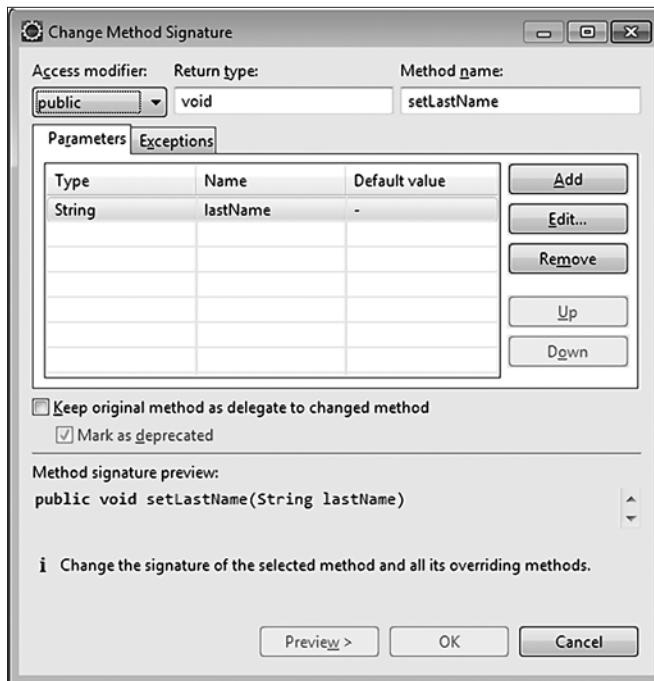 Change Method Signature
Access modifier: Return type: Method name:
public void setLastName
Parameters Exceptions
Type Name Default value
String lastName -
Add
Edit...
Remove
Up
Down
Keep original method as delegate to changed method
Mark as deprecated
Method signature preview:
public void setLastName(String lastName)
i Change the signature of the selected method and all its overriding methods.
Preview > OK Cancel